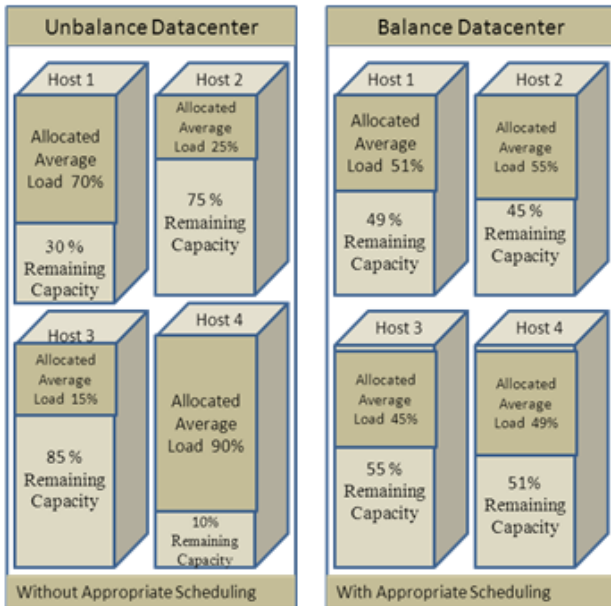 Unbalance Datacenter
Host 1
Allocated
Average
Load 70%
30 %
Remaining
Capacity
Host 2
Allocated
Average
Load 25%
75 %
Remaining
Capacity
Host 3
Allocated
Average
Load 15%
85 %
Remaining
Capacity
Host 4
Allocated
Average
Load 90%
10%
Remaining
Capacity
Without Appropriate Scheduling
Balance Datacenter
Host 1
Allocated
Average
Load 51%
49 %
Remaining
Capacity
Host 2
Allocated
Average
Load 55%
45 %
Remaining
Capacity
Host 3
Allocated
Average
Load 45%
55 %
Remaining
Capacity
Host 4
Allocated
Average
Load 49%
51%
Remaining
Capacity
With Appropriate Scheduling